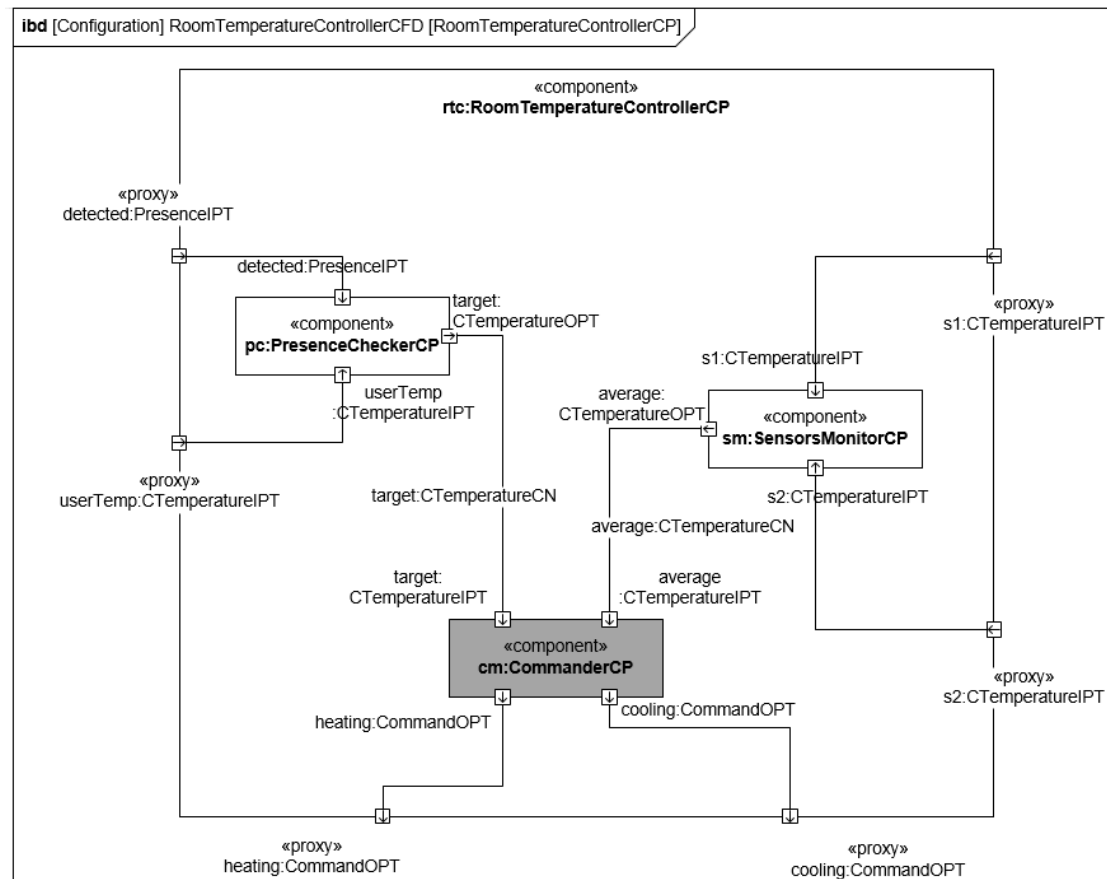 ibd [Configuration] RoomTemperatureControllerCFD [RoomTemperatureControllerCP]
«component»
rtc:RoomTemperatureControllerCP
«proxy»
detected:PresenceIPT
detected:PresenceIPT
«component»
pc:PresenceCheckerCP
target:
CTemperatureOPT
userTemp
:CTemperatureIPT
«proxy»
userTemp:CTemperatureIPT
«proxy»
s1:CTemperatureIPT
s1:CTemperatureIPT
average:
CTemperatureOPT
«component»
sm:SensorsMonitorCP
s2:CTemperatureIPT
target:CTemperatureCN
average:CTemperatureCN
target:
CTemperatureIPT
average
:CTemperatureIPT
«component»
cm:CommanderCP
«proxy»
s2:CTemperatureIPT
heating:CommandOPT
cooling:CommandOPT
«proxy»
heating:CommandOPT
«proxy»
cooling:CommandOPT